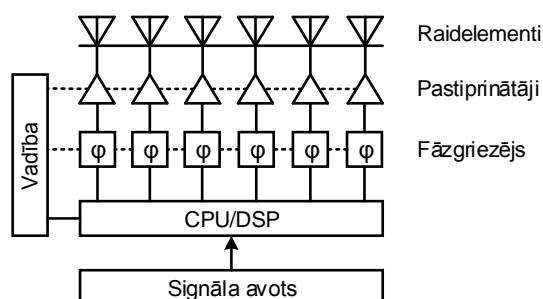 Raidelementi
Pastiprinātāji
Vadība
φ φ φ φ φ φ
Fāzgriezējs
CPU/DSP
Signāla avots